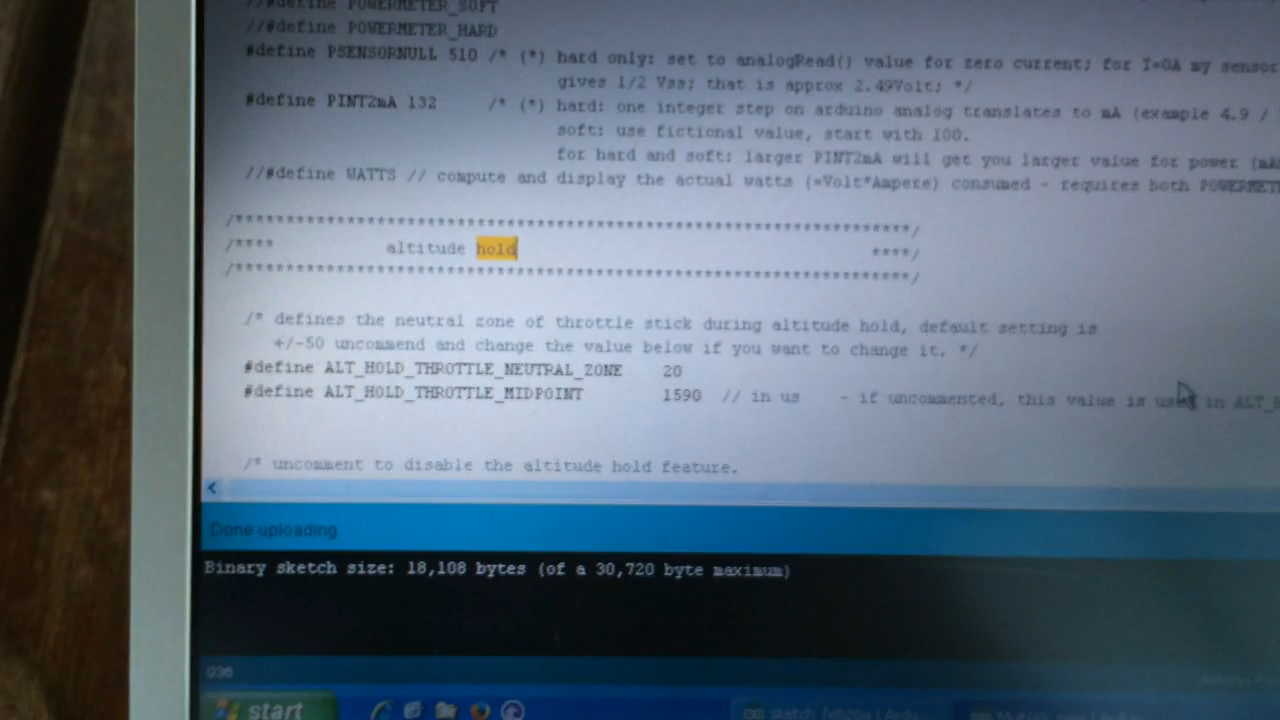 //#define POWERMETER_SOFT
//#define POWERMETER_HARD
#define PSENSORNULL 510 /* (*) hard only: set to analogRead() value for zero current; for I=0A my sensor
gives 1/2 Vss; that is approx 2.49Volt; */
#define PINT2mA 132 /* (*) hard: one integer step on arduino analog translates to mA (example 4.9 /
soft: use fictional value, start with 100.
for hard and soft: larger PINT2mA will get you larger value for power (mA
//#define WATTS // compute and display the actual watts (=Volt*Ampere) consumed - requires both POWERMET
/****************************************************************************/
/**** altitude hold ****/
/****************************************************************************/
/* defines the neutral zone of throttle stick during altitude hold, default setting is
+/-50 uncommend and change the value below if you want to change it. */
#define ALT_HOLD_THROTTLE_NEUTRAL_ZONE 20
#define ALT_HOLD_THROTTLE_MIDPOINT 1590 // in us - if uncommented, this value is used in ALT_
/* uncomment to disable the altitude hold feature.
Done uploading
Binary sketch size: 18,108 bytes (of a 30,720 byte maximum)
036
start